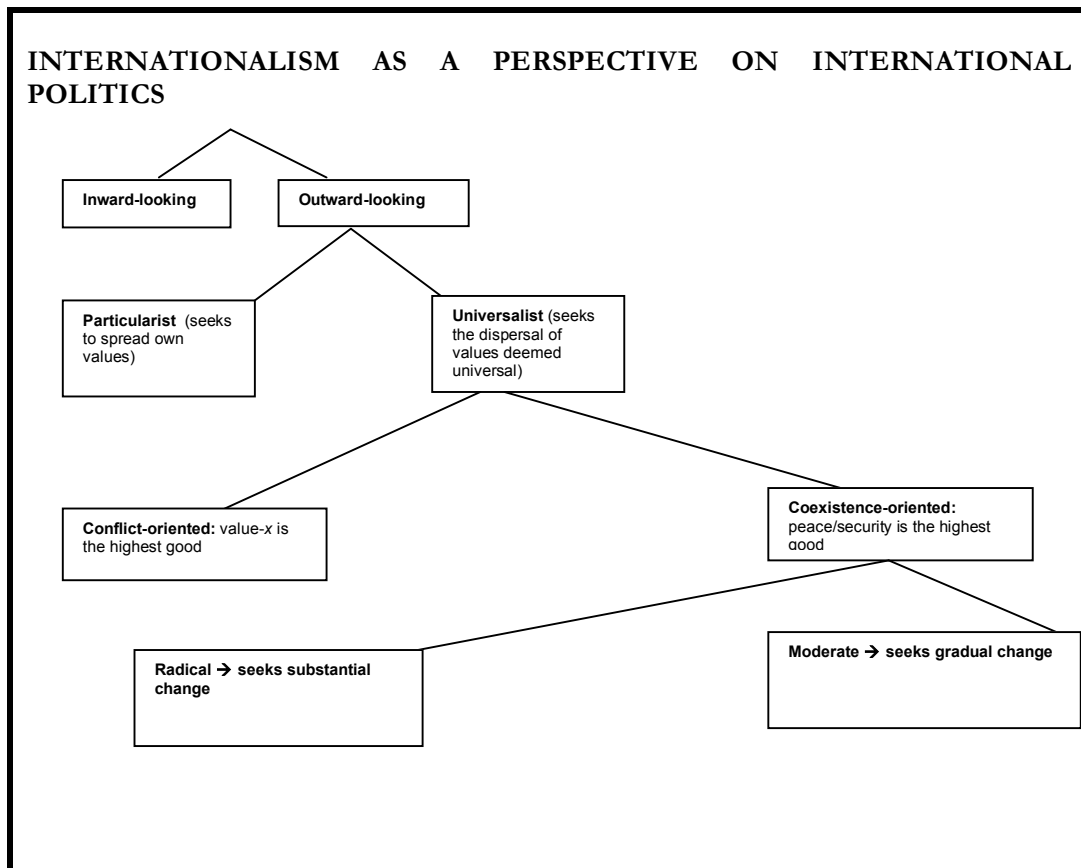 INTERNATIONALISM AS A PERSPECTIVE ON INTERNATIONAL
POLITICS
Inward-looking
Outward-looking
Particularist (seeks
to spread own
values)
Universalist (seeks
the dispersal of
values deemed
universal)
Conflict-oriented: value-x is
the highest good
Coexistence-oriented:
peace/security is the highest
good
Radical → seeks substantial
change
Moderate → seeks gradual change